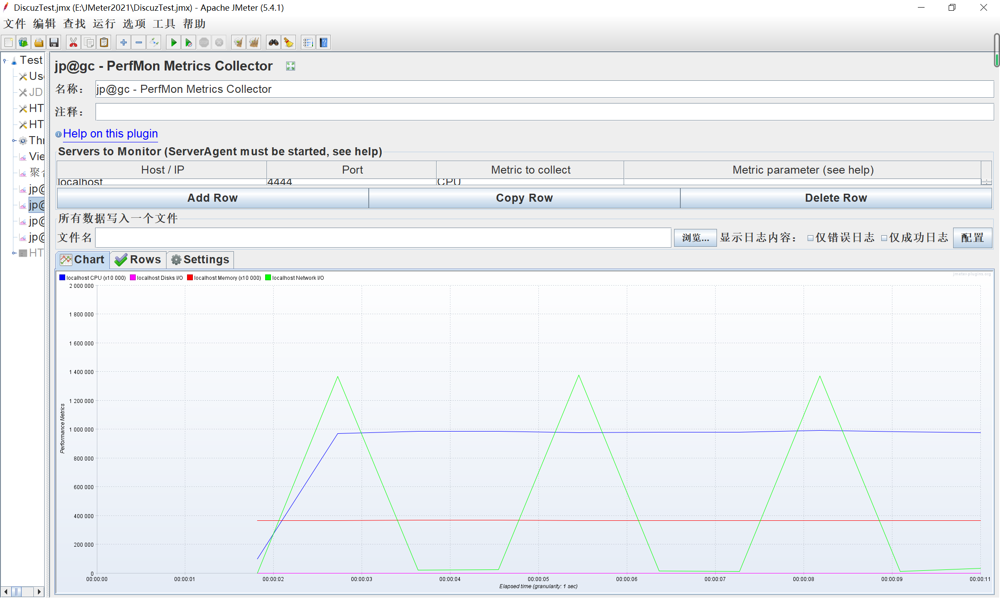 DiscuzTest.jmx (E:\JMeter2021\DiscuzTest.jmx) - Apache JMeter (5.4.1)
文件 编辑 查找 运行 选项 工具 帮助
Test
Use
JD
HT
HT
Thr
Vie
聚合
jp@
jp@
jp@
jp@
HT
jp@gc - PerfMon Metrics Collector
名称： jp@gc - PerfMon Metrics Collector
注释：
Help on this plugin
Servers to Monitor (ServerAgent must be started, see help)
Host / IP Port Metric to collect Metric parameter (see help)
localhost 4444 CPU
Add Row Copy Row Delete Row
所有数据写入一个文件
文件名 浏览... 显示日志内容： 仅错误日志 仅成功日志 配置
Chart Rows Settings
localhost CPU (x10 000) localhost Disks I/O localhost Memory (x10 000) localhost Network I/O
jmeter-plugins.org
2 000 000
1 800 000
1 600 000
1 400 000
1 200 000
1 000 000
800 000
600 000
400 000
200 000
0
Performance Metrics
00:00:00 00:00:01 00:00:02 00:00:03 00:00:04 00:00:05 00:00:06 00:00:07 00:00:08 00:00:09 00:00:11
Elapsed time (granularity: 1 sec)